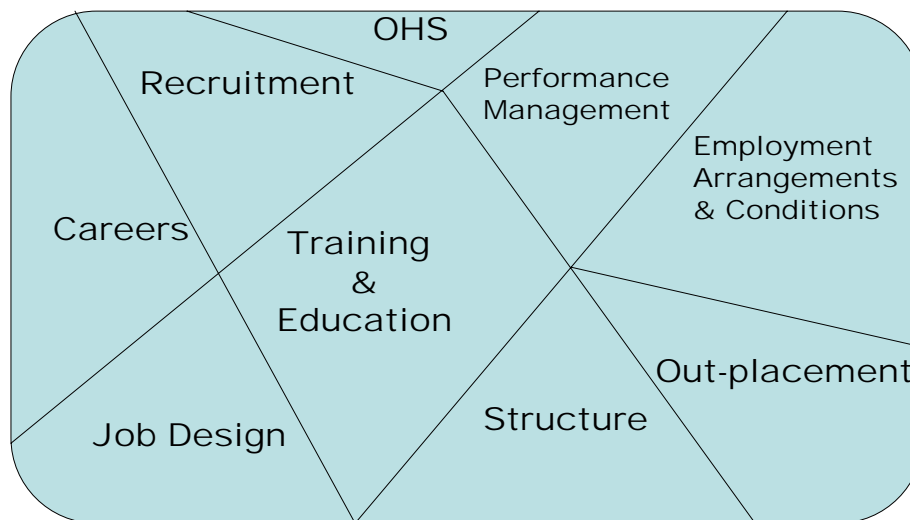 OHS
Recruitment
Performance
Management
Employment
Arrangements
& Conditions
Careers
Training
&
Education
Out-placement
Structure
Job Design